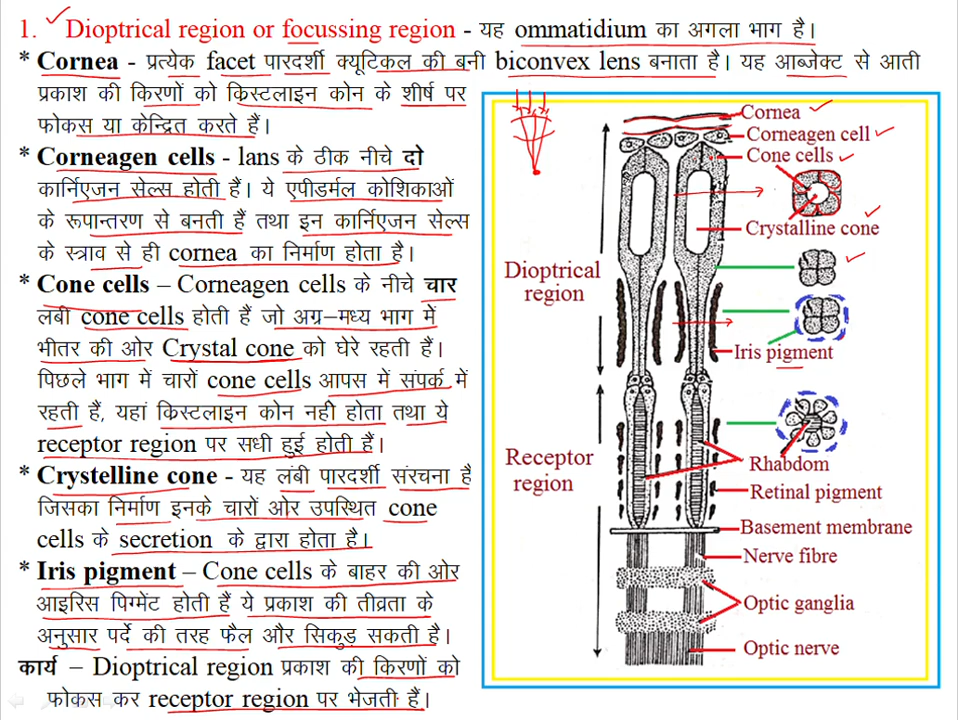 1. Dioptrical region or focussing region - यह ommatidium का अगला भाग है।
* Cornea - प्रत्येक facet पारदर्शी क्यूटिकल की बनी biconvex lens बनाता है। यह आब्जेक्ट से आती
प्रकाश की किरणों को क्रिस्टलाइन कोन के शीर्ष पर
फोकस या केन्द्रित करते हैं।
* Corneagen cells - lans के ठीक नीचे दो
कार्निएजन सेल्स होती हैं। ये एपीडर्मल कोशिकाओं
के रूपान्तरण से बनती हैं तथा इन कार्निएजन सेल्स
के स्त्राव से ही cornea का निर्माण होता है।
* Cone cells – Corneagen cells के नीचे चार
लंबी cone cells होती हैं जो अग्र–मध्य भाग में
भीतर की ओर Crystal cone को घेरे रहती हैं।
पिछले भाग में चारों cone cells आपस में संपर्क में
रहती हैं, यहां क्रिस्टलाइन कोन नही होता तथा ये
receptor region पर सधी हुई होती हैं।
* Crystelline cone - यह लंबी पारदर्शी संरचना है
जिसका निर्माण इनके चारों ओर उपस्थित cone
cells के secretion के द्वारा होता है।
* Iris pigment – Cone cells के बाहर की ओर
आइरिस पिग्मेंट होती हैं ये प्रकाश की तीव्रता के
अनुसार पर्दे की तरह फैल और सिकुड़ सकती है।
कार्य – Dioptrical region प्रकाश की किरणों को
फोकस कर receptor region पर भेजती हैं।
Cornea
Corneagen cell
Cone cells
Crystalline cone
Dioptrical
region
Iris pigment
Receptor
region
Rhabdom
Retinal pigment
Basement membrane
Nerve fibre
Optic ganglia
Optic nerve